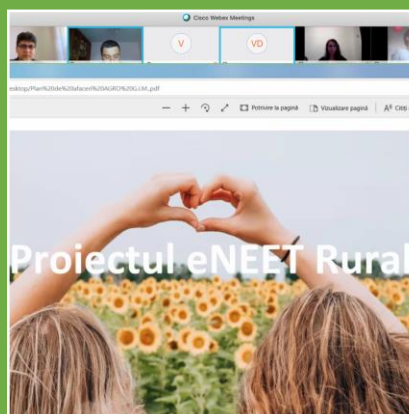 Cisco Webex Meetings
V
VD
esktop/Plan%20de%20afaceri%20AGRO%20G.I.M..pdf
Potrivire la pagină
Vizualizare pagină
Citiți
Proiectul eNEET Rural